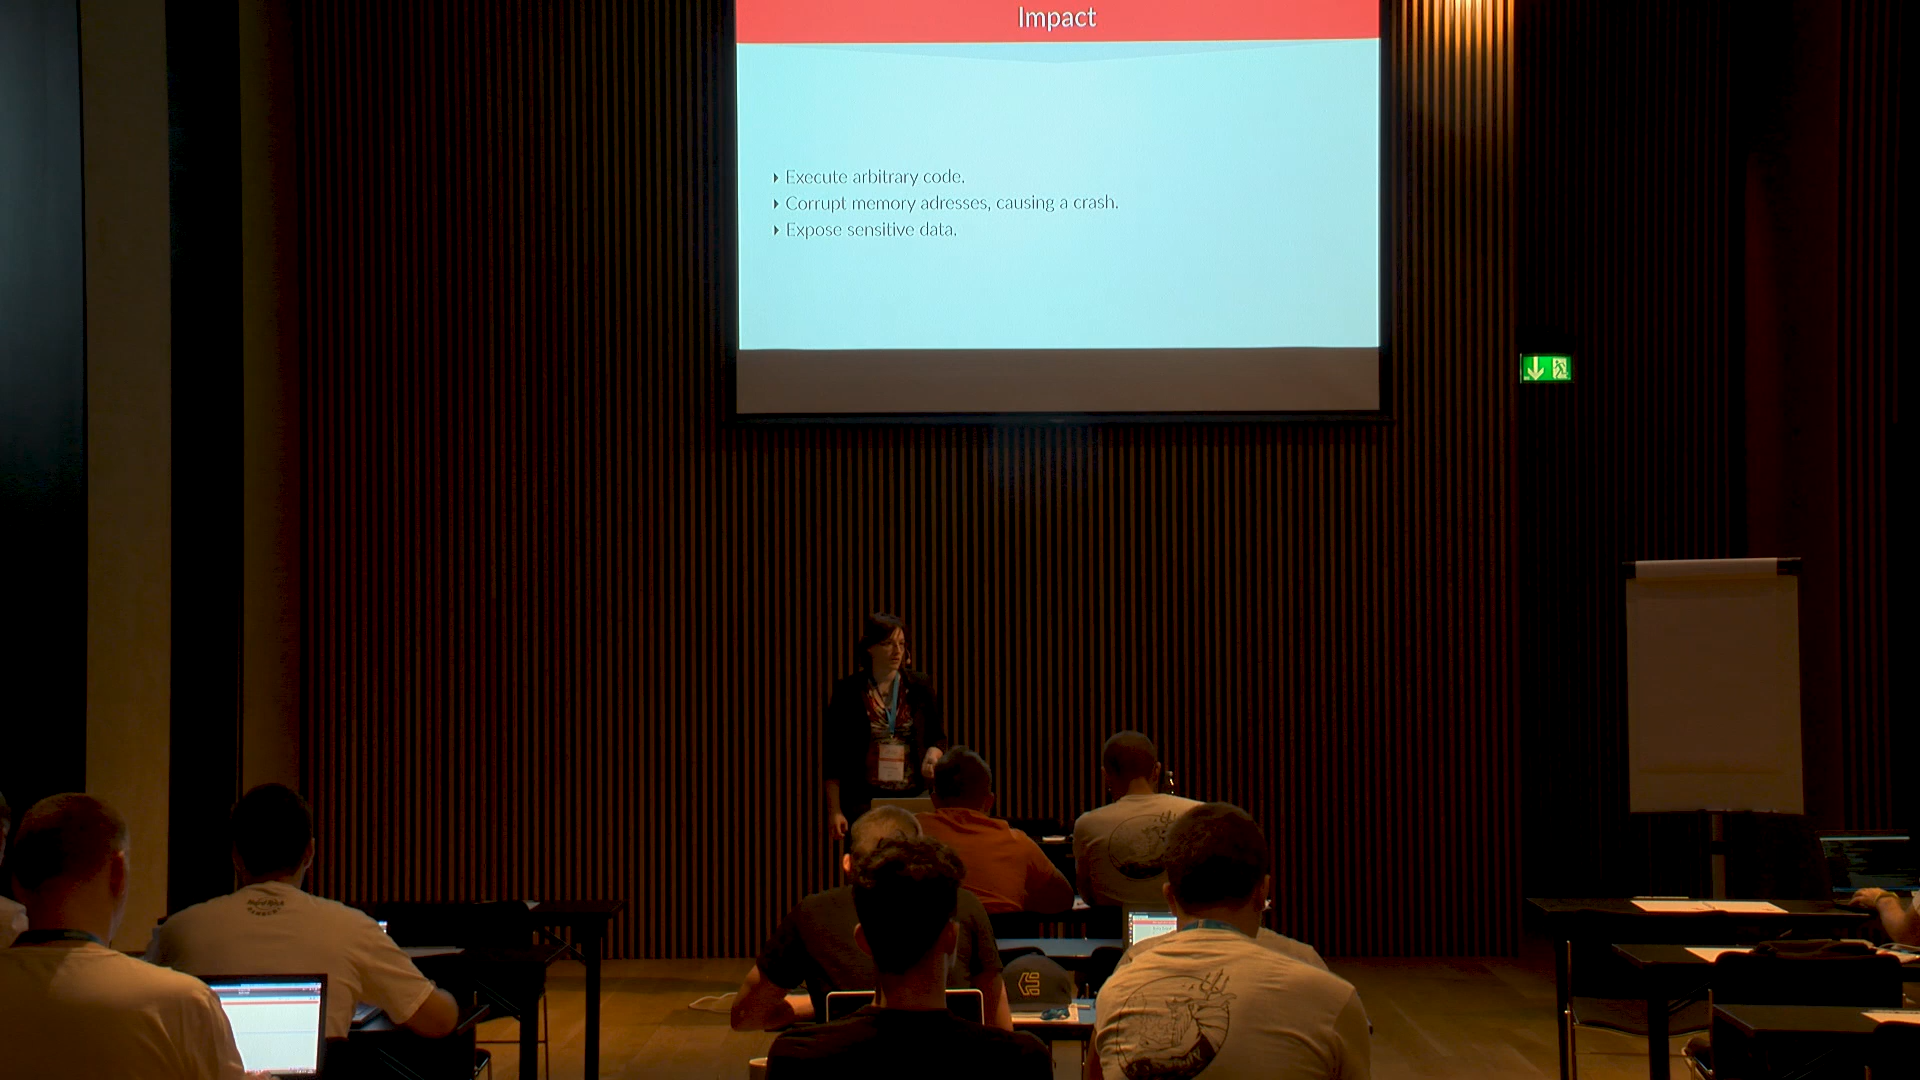 Impact
Execute arbitrary code.
Corrupt memory adresses, causing a crash.
Expose sensitive data.